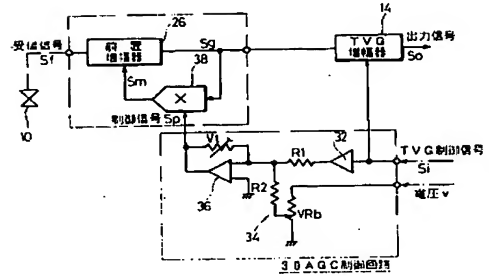 受信信号
Sf
10
26
前置
増幅器
Sm
Sg
38
×
制御信号
Sp
14
TVG
増幅器
出力信号
So
V1
36
R2
R1
32
34
VRb
TVG制御信号
Si
電圧v
30AGC制御回路